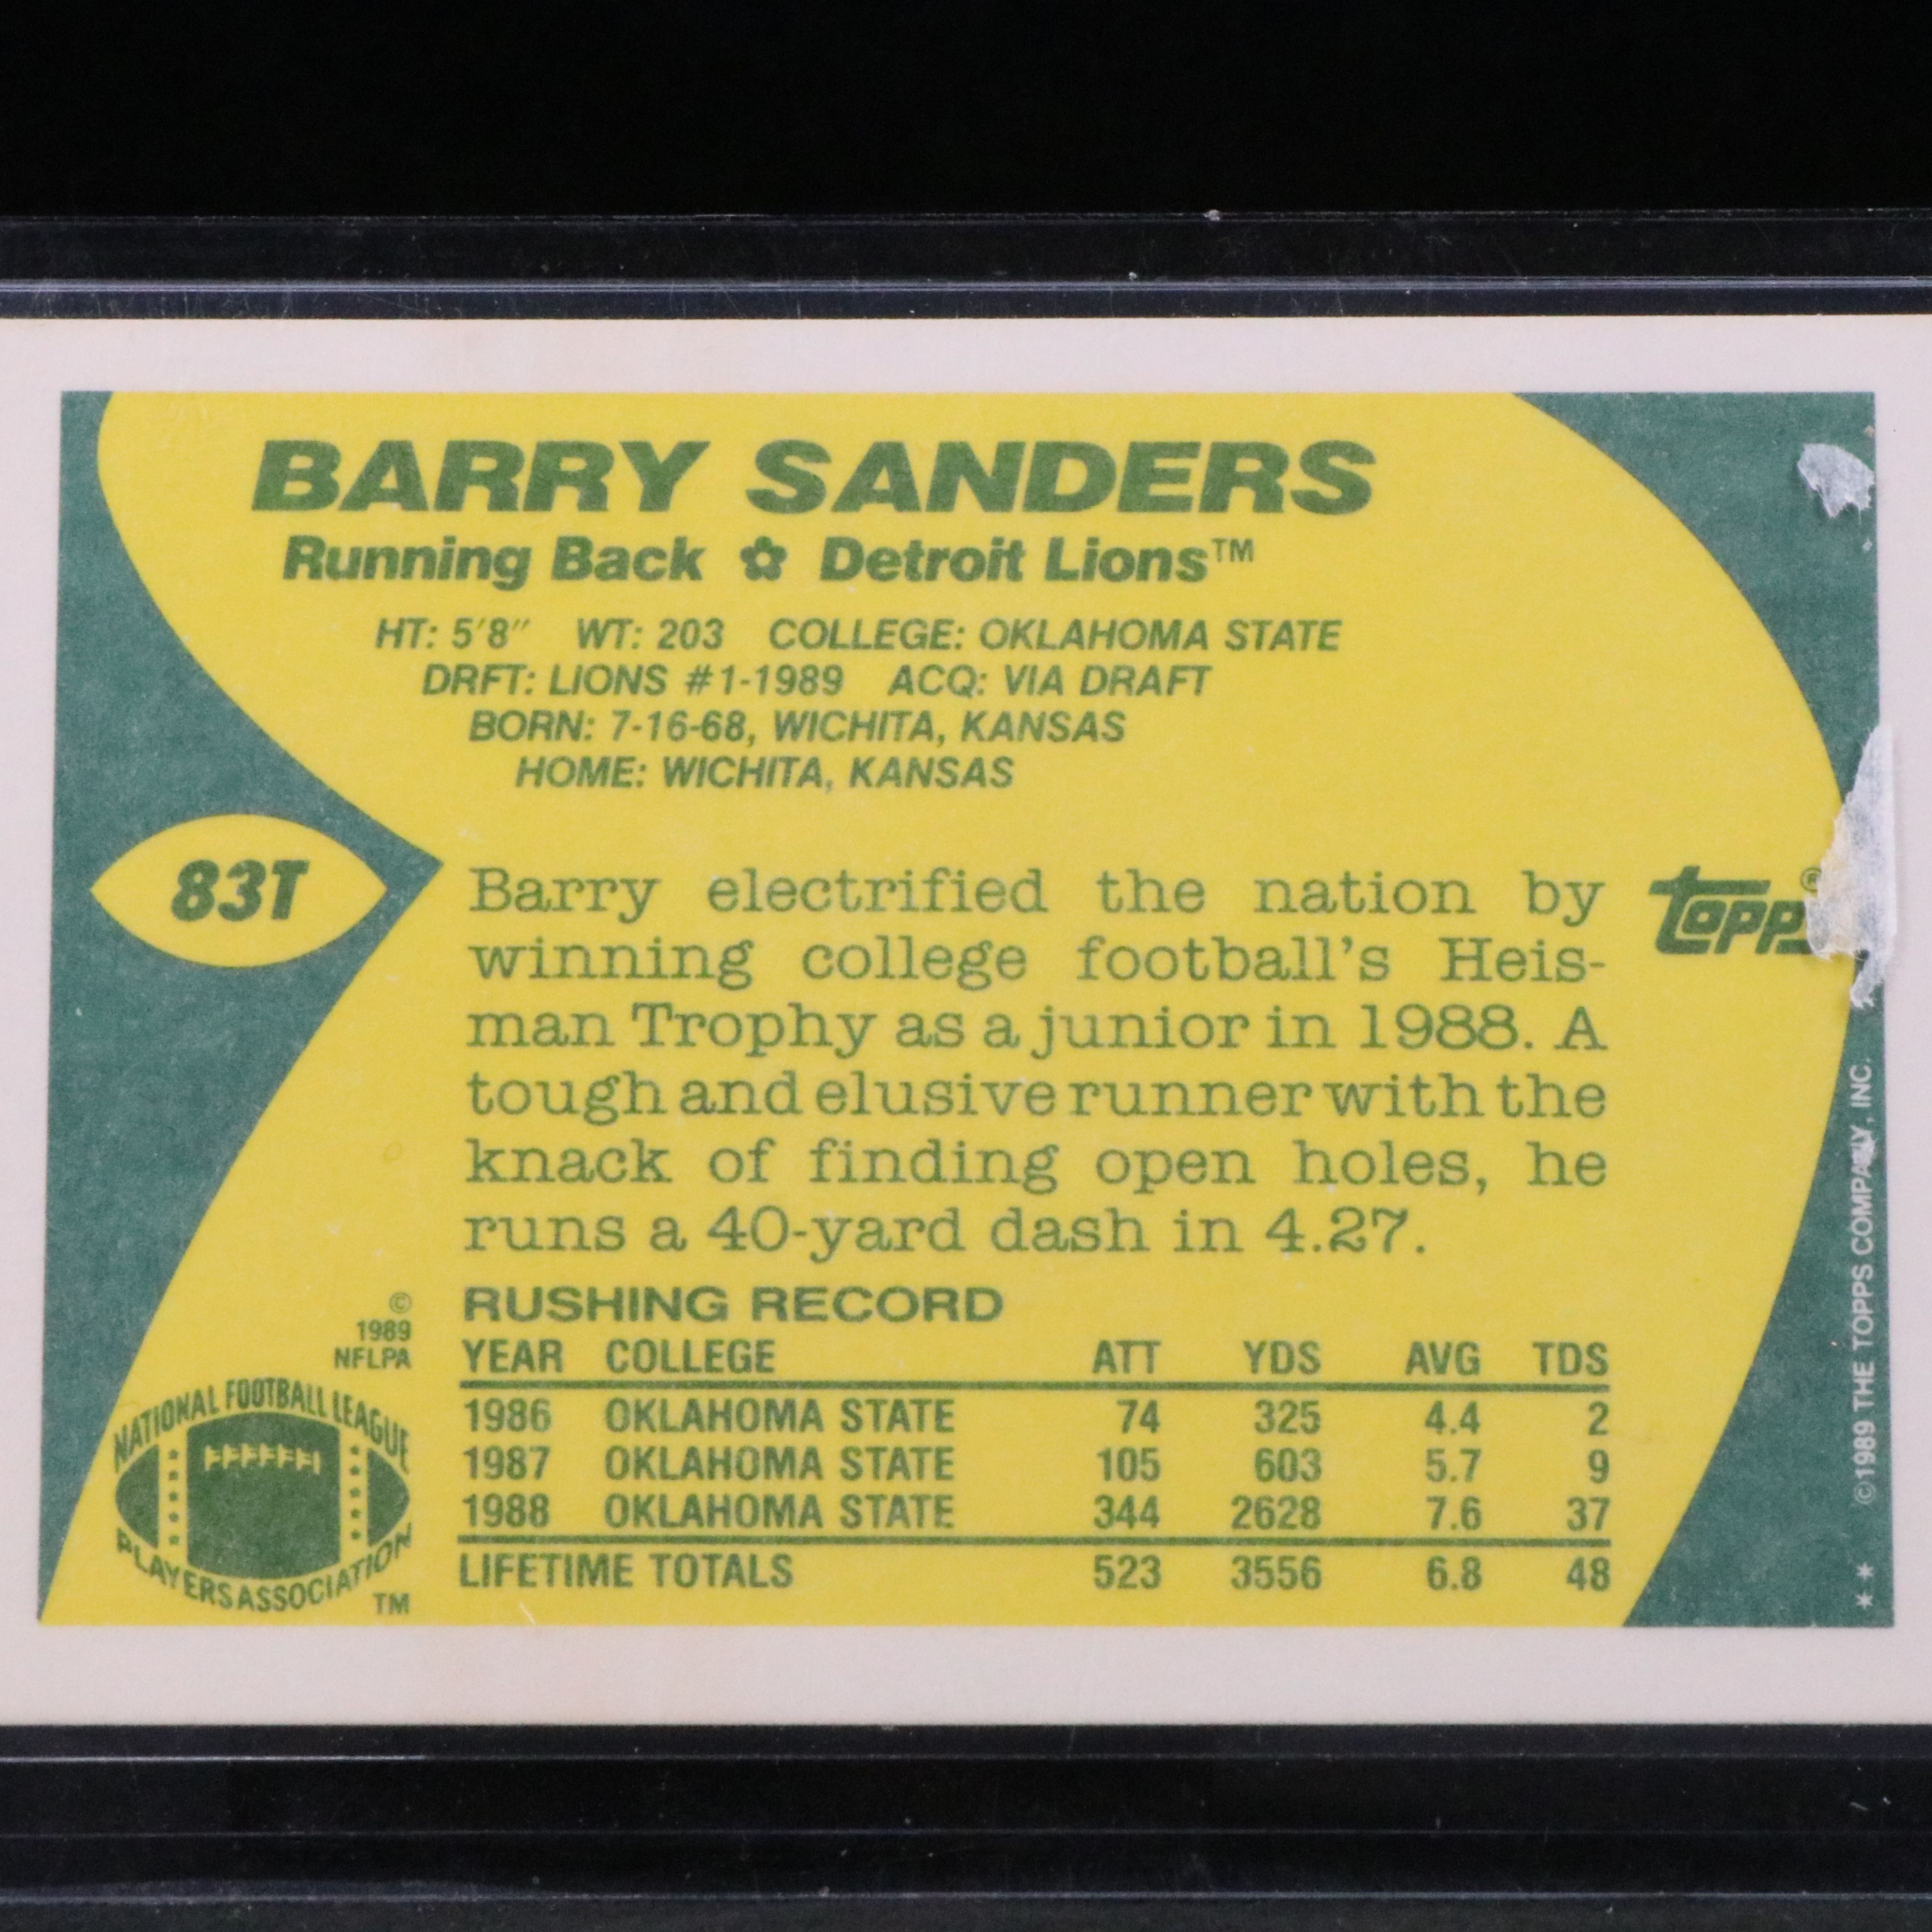 BARRY SANDERS
Running Back ✿ Detroit Lions™
HT: 5'8" WT: 203 COLLEGE: OKLAHOMA STATE
DRFT: LIONS #1-1989 ACQ: VIA DRAFT
BORN: 7-16-68, WICHITA, KANSAS
HOME: WICHITA, KANSAS
83T
Barry electrified the nation by
winning college football's Heis-
man Trophy as a junior in 1988. A
tough and elusive runner with the
knack of finding open holes, he
runs a 40-yard dash in 4.27.
topps®
RUSHING RECORD
YEAR COLLEGE ATT YDS AVG TDS
1986 OKLAHOMA STATE 74 325 4.4 2
1987 OKLAHOMA STATE 105 603 5.7 9
1988 OKLAHOMA STATE 344 2628 7.6 37
LIFETIME TOTALS 523 3556 6.8 48
©
1989
NFLPA
NATIONAL FOOTBALL LEAGUE
PLAYERS ASSOCIATION
TM
©1989 THE TOPPS COMPANY, INC.
**